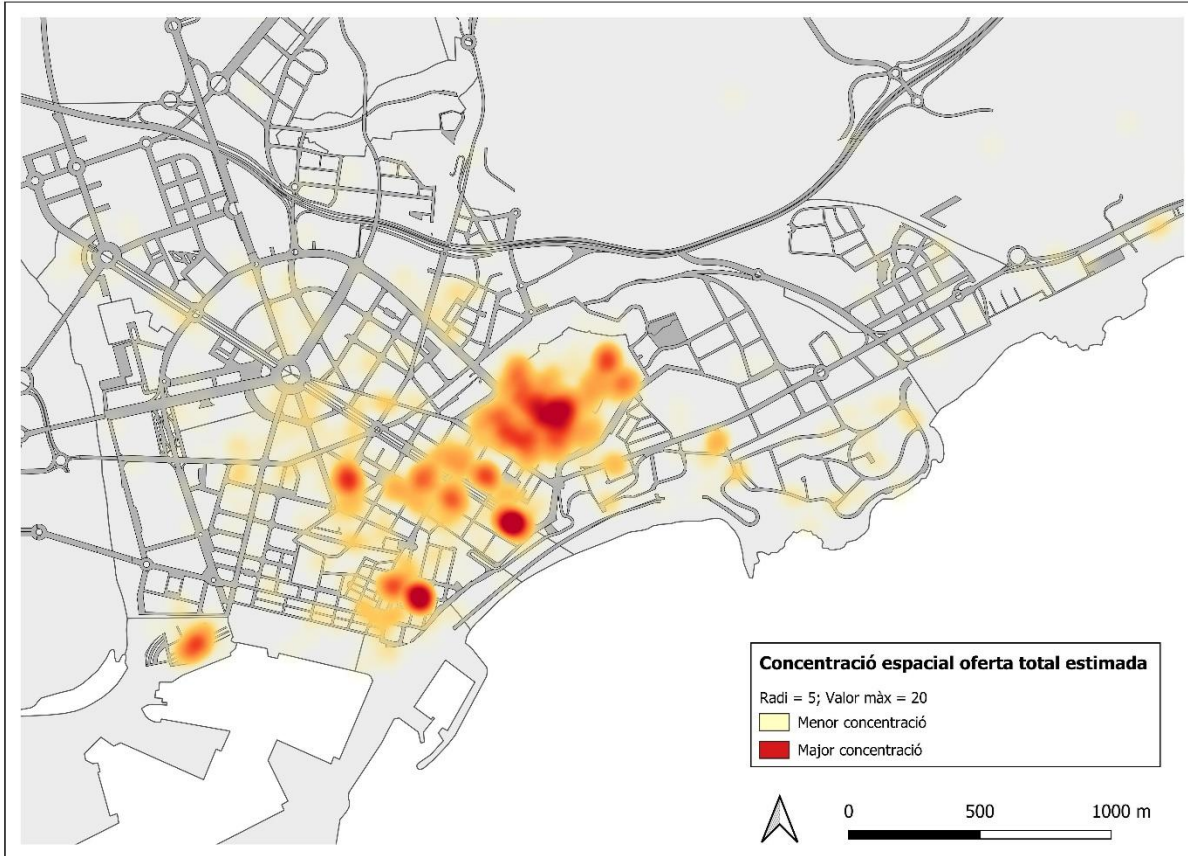 Concentració espacial oferta total estimada
Radi = 5; Valor màx = 20
Menor concentració
Major concentració
0 500 1000 m